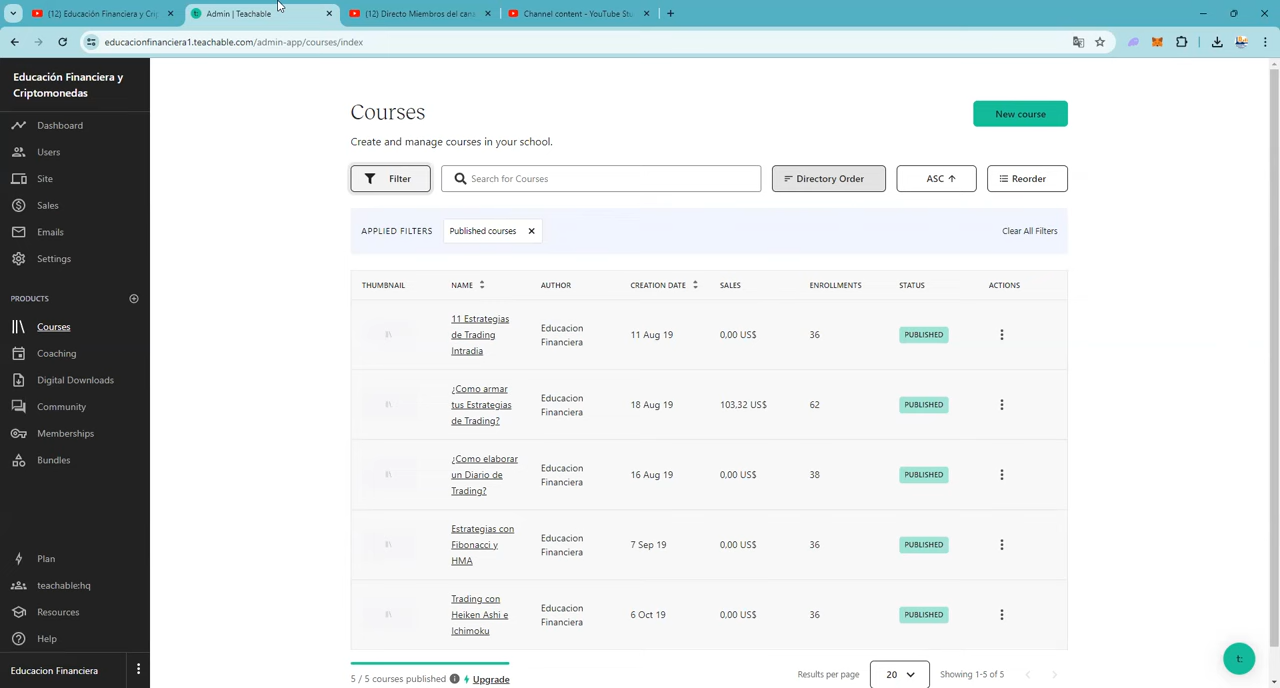 (12) Educación Financiera y Cri
Admin | Teachable
(12) Directo Miembros del cana
Channel content - YouTube Stu
educacionfinanciera1.teachable.com/admin-app/courses/index
Educación Financiera y
Criptomonedas
Dashboard
Users
Site
Sales
Emails
Settings
PRODUCTS
Courses
Coaching
Digital Downloads
Community
Memberships
Bundles
Plan
teachable:hq
Resources
Help
Educacion Financiera
Courses
New course
Create and manage courses in your school.
Filter
Search for Courses
Directory Order
ASC
Reorder
APPLIED FILTERS
Published courses
Clear All Filters
THUMBNAIL NAME AUTHOR CREATION DATE SALES ENROLLMENTS STATUS ACTIONS
11 Estrategias
de Trading
Intradia
Educacion
Financiera
11 Aug 19
0,00 US$
36
PUBLISHED
¿Como armar
tus Estrategias
de Trading?
Educacion
Financiera
18 Aug 19
103,32 US$
62
PUBLISHED
¿Como elaborar
un Diario de
Trading?
Educacion
Financiera
16 Aug 19
0,00 US$
38
PUBLISHED
Estrategias con
Fibonacci y
HMA
Educacion
Financiera
7 Sep 19
0,00 US$
36
PUBLISHED
Trading con
Heiken Ashi e
Ichimoku
Educacion
Financiera
6 Oct 19
0,00 US$
36
PUBLISHED
5 / 5 courses published
Upgrade
Results per page
20
Showing 1-5 of 5
t: